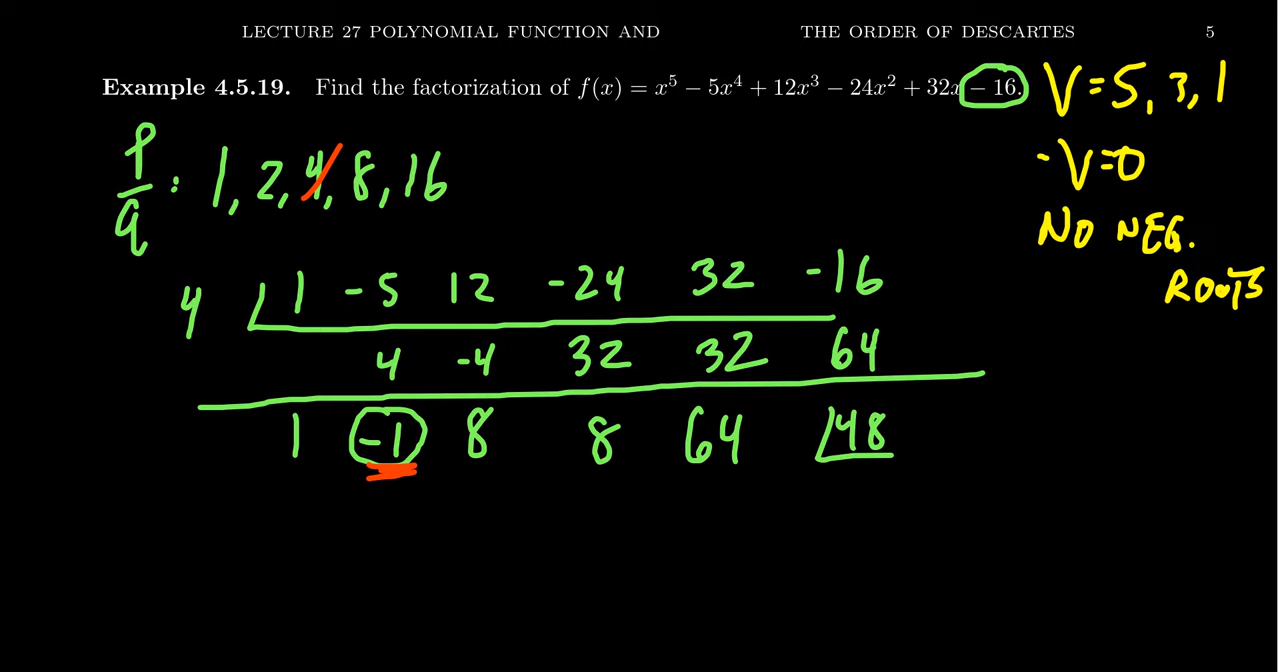 LECTURE 27 POLYNOMIAL FUNCTION AND THE ORDER OF DESCARTES 5
Example 4.5.19. Find the factorization of f(x) = x⁵ − 5x⁴ + 12x³ − 24x² + 32x − 16.
V = 5, 3, 1
-V = 0
NO NEG.
ROOTS
p/q : 1, 2, 4, 8, 16
4 1 -5 12 -24 32 -16
4 -4 32 32 64
1 -1 8 8 64 48